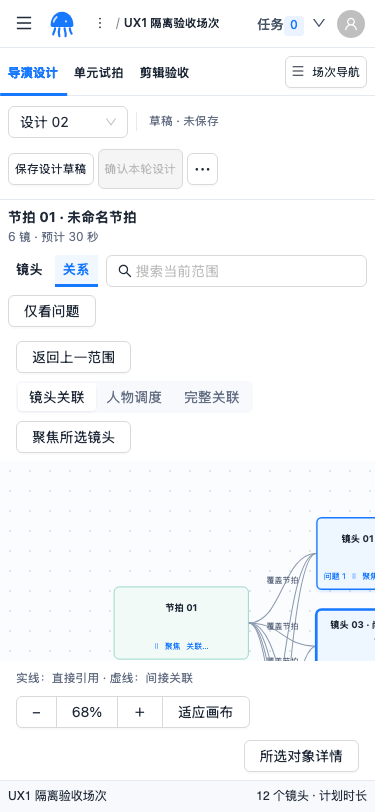 / UX1 隔离验收场次
任务 0
导演设计 单元试拍 剪辑验收 场次导航
设计 02 草稿 · 未保存
保存设计草稿 确认本轮设计 ···
节拍 01 · 未命名节拍
6 镜 · 预计 30 秒
镜头 关系 搜索当前范围
仅看问题
返回上一范围
镜头关联 人物调度 完整关联
聚焦所选镜头
镜头 01
覆盖节拍
问题 1 聚焦
节拍 01
镜头 03 ·
覆盖节拍
聚焦 关联...
覆盖节拍
实线: 直接引用 · 虚线: 间接关联
− 68% + 适应画布
所选对象详情
UX1 隔离验收场次 12 个镜头 · 计划时长